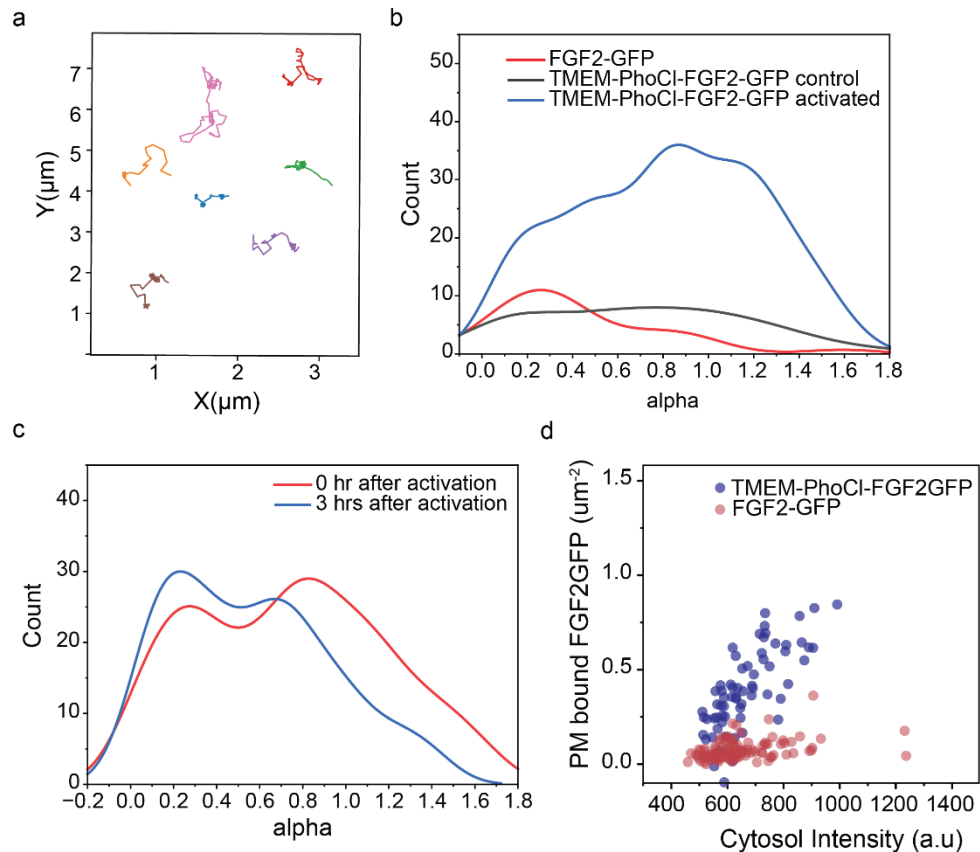 a
7
6
5
4
3
2
1
Y(µm)
1
2
3
X(µm)
b
FGF2-GFP
TMEM-PhoCl-FGF2-GFP control
TMEM-PhoCl-FGF2-GFP activated
50
40
30
20
10
0
Count
0.0 0.2 0.4 0.6 0.8 1.0 1.2 1.4 1.6 1.8
alpha
c
0 hr after activation
3 hrs after activation
40
30
20
10
0
Count
−0.2 0.0 0.2 0.4 0.6 0.8 1.0 1.2 1.4 1.6 1.8
alpha
d
TMEM-PhoCl-FGF2GFP
FGF2-GFP
1.5
1.0
0.5
0.0
PM bound FGF2GFP (um-2)
400 600 800 1000 1400
Cytosol Intensity (a.u)